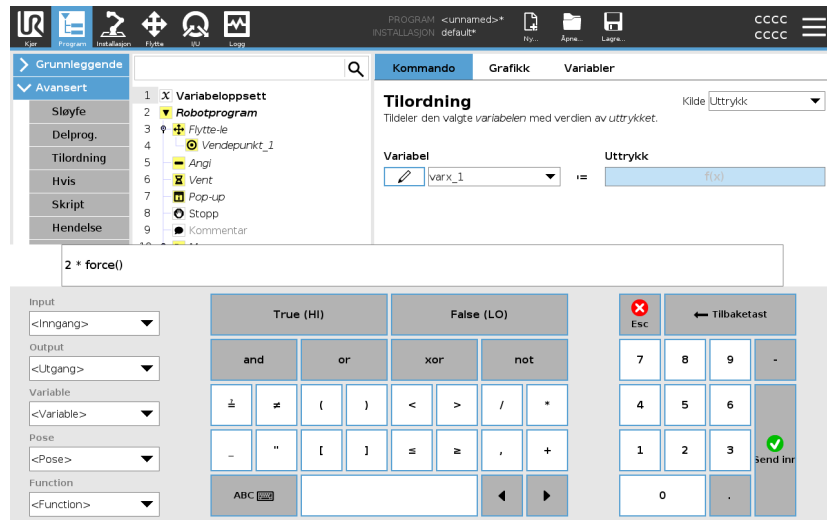 PROGRAM <unnamed>*
INSTALLASJON default*
Kjør Program Installasjon Flytte I/U Logg
Ny... Åpne... Lagre...
CCCC
CCCC
Grunnleggende
Avansert
Sløyfe
Delprog.
Tilordning
Hvis
Skript
Hendelse
1 X Variabeloppsett
2 Robotprogram
3 Flytte-le
4 Vendepunkt_1
5 Angi
6 Vent
7 Pop-up
8 Stopp
9 Kommentar
Kommando Grafikk Variabler
Tilordning
Kilde Uttrykk
Tildeler den valgte variabelen med verdien av uttrykket.
Variabel Uttrykk
varx_1 := f(x)
2 * force()
Input
<Inngang>
Output
<Utgang>
Variable
<Variable>
Pose
<Pose>
Function
<Function>
True (HI) False (LO)
and or xor not
≟ ≠ ( ) < > / *
_ " [ ] ≤ ≥ , +
ABC
Esc Tilbaketast
7 8 9 -
4 5 6
1 2 3 Send inr
0 .